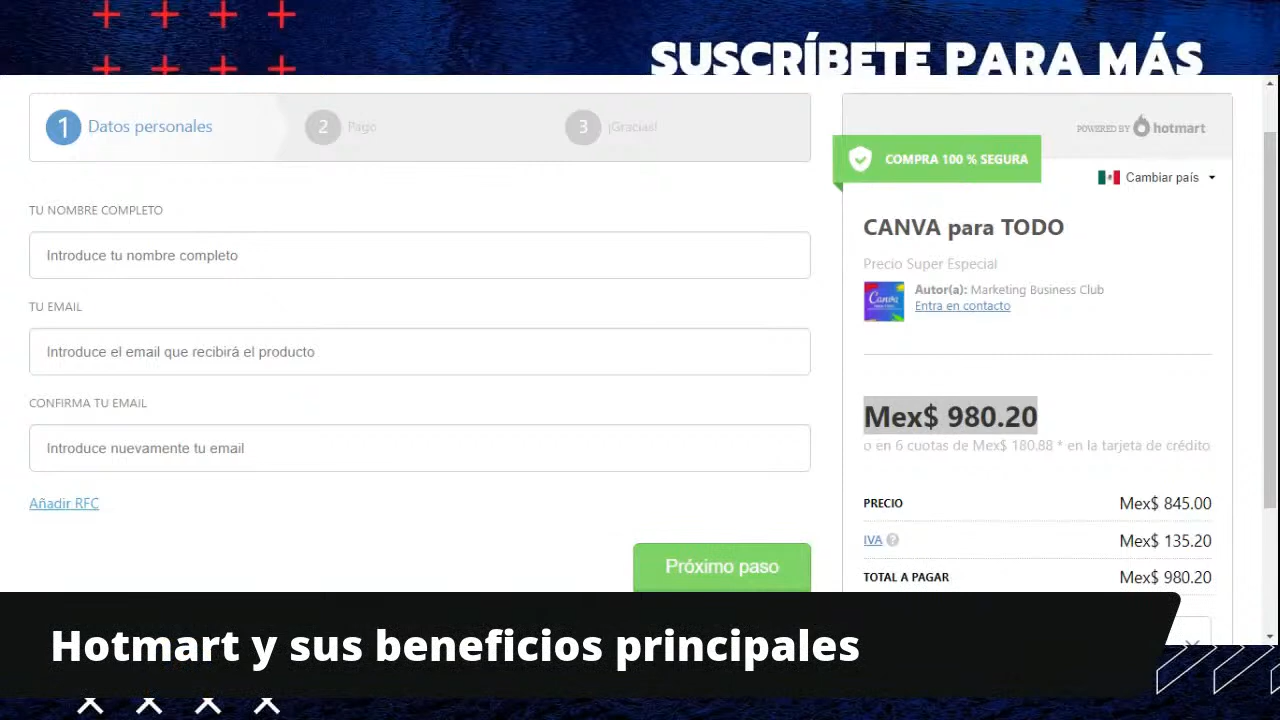 SUSCRÍBETE PARA MÁS
1 Datos personales
2 Pago
3 ¡Gracias!
POWERED BY hotmart
COMPRA 100 % SEGURA
Cambiar país
TU NOMBRE COMPLETO
Introduce tu nombre completo
TU EMAIL
Introduce el email que recibirá el producto
CONFIRMA TU EMAIL
Introduce nuevamente tu email
Añadir RFC
Próximo paso
CANVA para TODO
Precio Super Especial
Canva
Autor(a): Marketing Business Club
Entra en contacto
Mex$ 980.20
o en 6 cuotas de Mex$ 180.88 * en la tarjeta de crédito
PRECIO Mex$ 845.00
IVA ? Mex$ 135.20
TOTAL A PAGAR Mex$ 980.20
Hotmart y sus beneficios principales